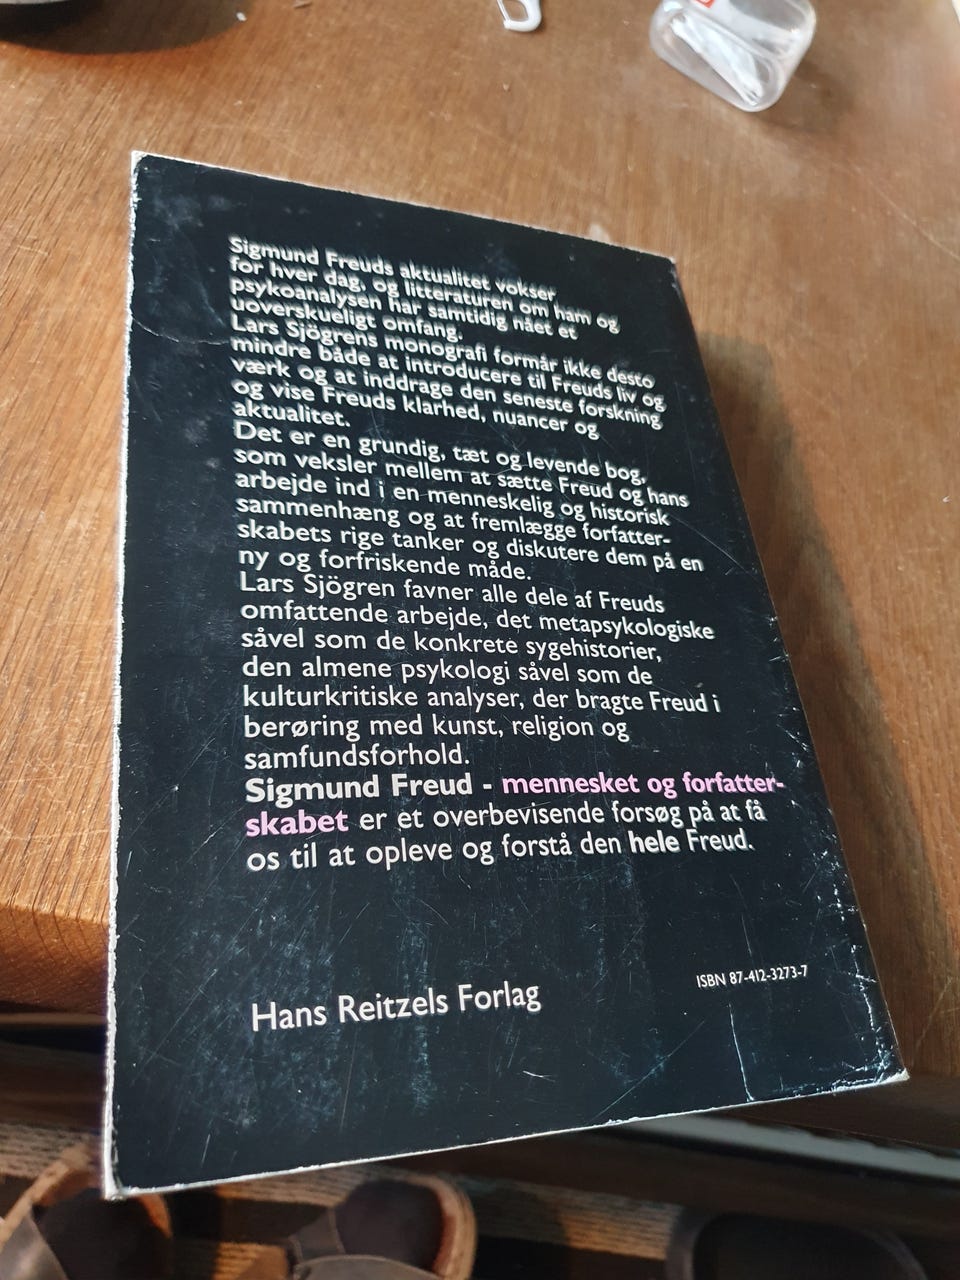 Sigmund Freuds aktualitet vokser
for hver dag, og litteraturen om ham og
psykoanalysen har samtidig nået et
uoverskueligt omfang.
Lars Sjögrens monografi formår ikke desto
mindre både at introducere til Freuds liv og
værk og at inddrage den seneste forskning
og vise Freuds klarhed, nuancer og
aktualitet.
Det er en grundig, tæt og levende bog,
som veksler mellem at sætte Freud og hans
arbejde ind i en menneskelig og historisk
sammenhæng og at fremlægge forfatter-
skabets rige tanker og diskutere dem på en
ny og forfriskende måde.
Lars Sjögren favner alle dele af Freuds
omfattende arbejde, det metapsykologiske
såvel som de konkrete sygehistorier,
den almene psykologi såvel som de
kulturkritiske analyser, der bragte Freud i
berøring med kunst, religion og
samfundsforhold.
Sigmund Freud - mennesket og forfatter-
skabet er et overbevisende forsøg på at få
os til at opleve og forstå den hele Freud.
ISBN 87-412-3273-7
Hans Reitzels Forlag